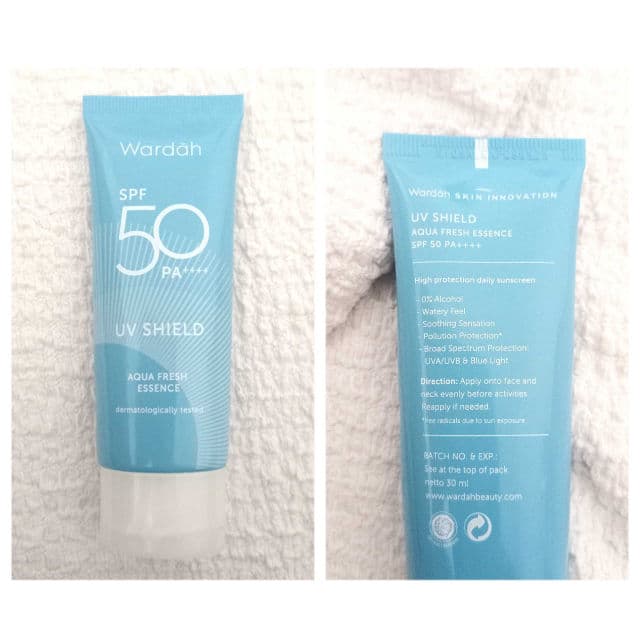 Wardah
SPF
50
PA++++
UV SHIELD
AQUA FRESH
ESSENCE
dermatologically tested
Wardah SKIN INNOVATION
UV SHIELD
AQUA FRESH ESSENCE
SPF 50 PA++++
High protection daily sunscreen
- 0% Alcohol
- Watery Feel
- Soothing Sensation
- Pollution Protection*
- Broad Spectrum Protection:
UVA/UVB & Blue Light
Direction: Apply onto face and
neck evenly before activities.
Reapply if needed.
*free radicals due to sun exposure
BATCH NO. & EXP.:
See at the top of pack
netto 30 ml
www.wardahbeauty.com